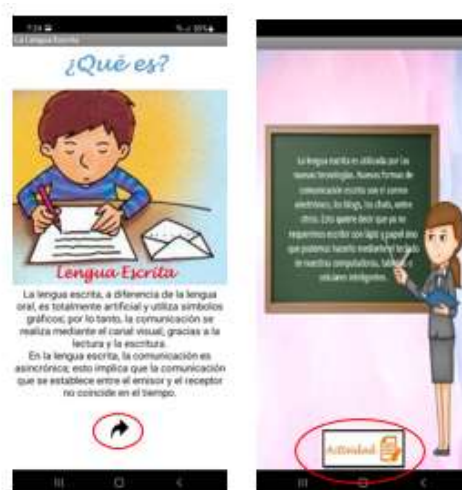 7:24
La Lengua Escrita
¿Qué es?
Lengua Escrita
La lengua escrita, a diferencia de la lengua
oral, es totalmente artificial y utiliza símbolos
gráficos; por lo tanto, la comunicación se
realiza mediante el canal visual, gracias a la
lectura y la escritura.
En la lengua escrita, la comunicación es
asincrónica; esto implica que la comunicación
que se establece entre el emisor y el receptor
no coincide en el tiempo.
La lengua escrita es utilizada por las
nuevas tecnologías. Nuevas formas de
comunicación escrita son el correo
electrónico, los blogs, los chats, entre
otros. Esto quiere decir que ya no
requerimos escribir con lápiz y papel sino
que podemos hacerlo mediante el teclado
de nuestras computadoras,
celulares inteligentes.
Actividad